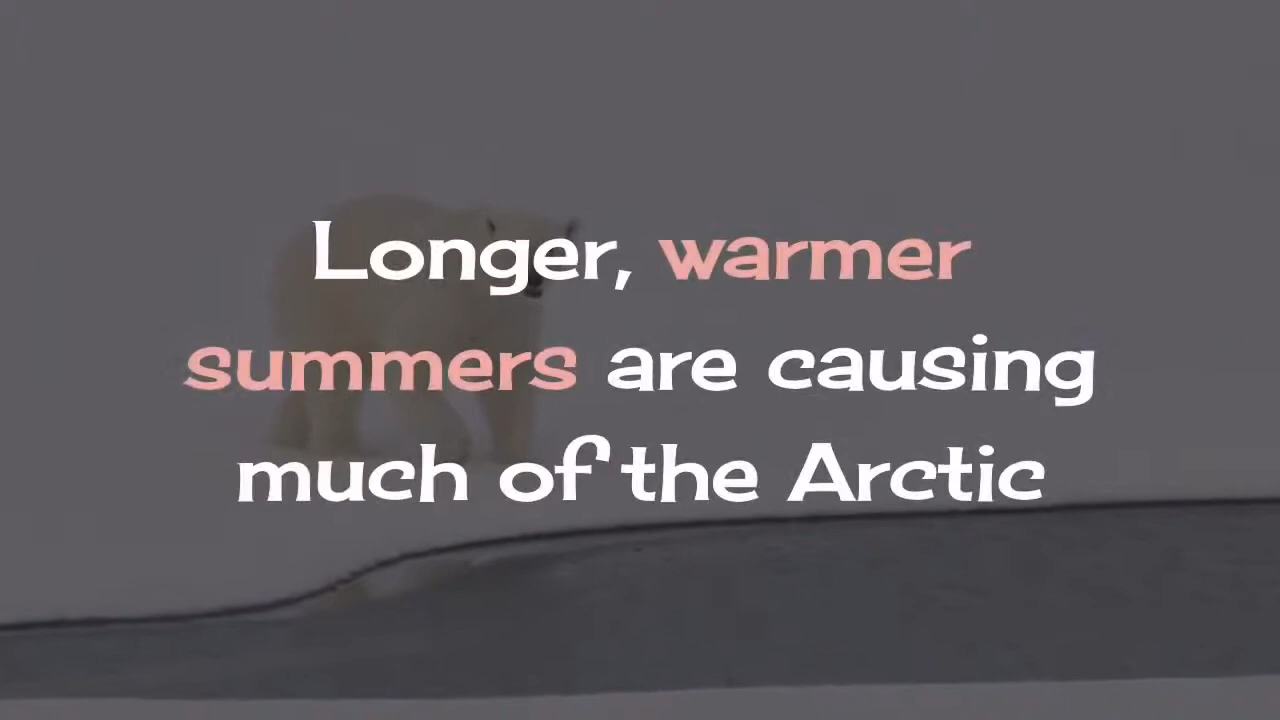 Longer, warmer
summers are causing
much of the Arctic